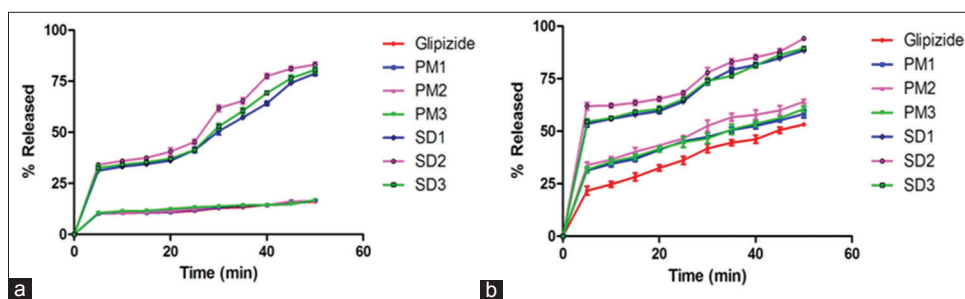 100
75
50
25
0
% Released
0
20
40
60
Time (min)
Glipizide
PM1
PM2
PM3
SD1
SD2
SD3
a
100
75
50
25
0
% Released
0
20
40
60
Time (min)
Glipizide
PM1
PM2
PM3
SD1
SD2
SD3
b